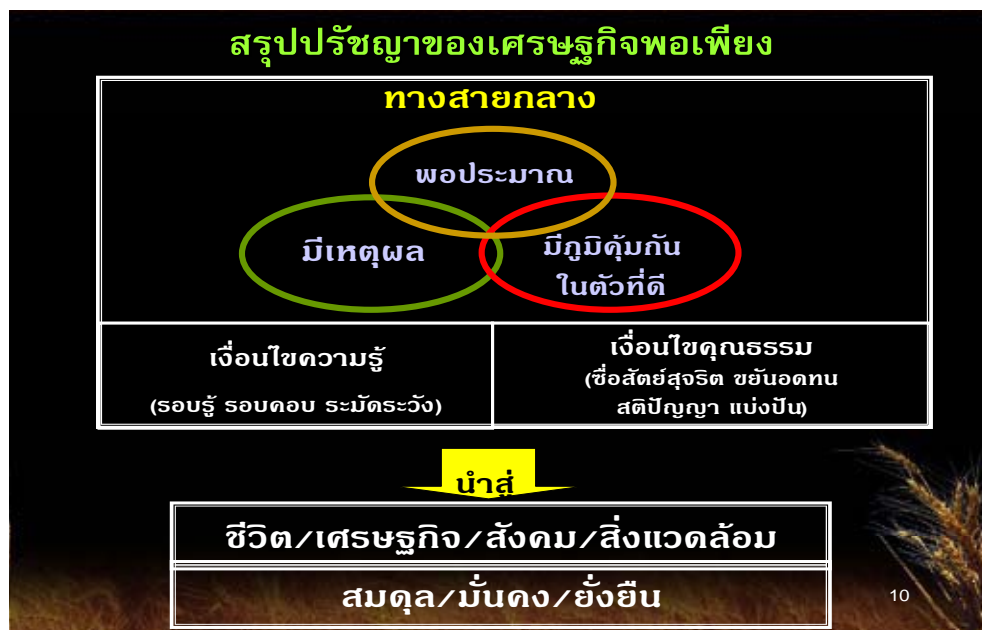 สรุปปรัชญาของเศรษฐกิจพอเพียง
ทางสายกลาง
พอประมาณ
มีเหตุผล
มีภูมิคุ้มกัน
ในตัวที่ดี
เงื่อนไขความรู้
(รอบรู้ รอบคอบ ระมัดระวัง)
เงื่อนไขคุณธรรม
(ซื่อสัตย์สุจริต ขยันอดทน
สติปัญญา แบ่งปัน)
นำสู่
ชีวิต/เศรษฐกิจ/สังคม/สิ่งแวดล้อม
สมดุล/มั่นคง/ยั่งยืน
10